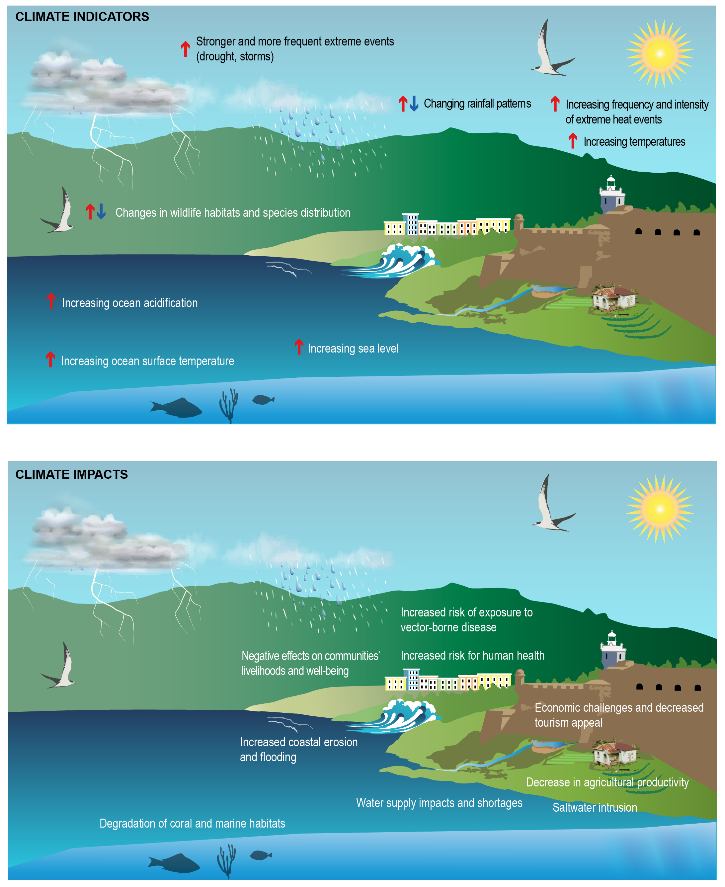 CLIMATE INDICATORS
Stronger and more frequent extreme events
(drought, storms)
Changing rainfall patterns
Increasing frequency and intensity
of extreme heat events
Increasing temperatures
Changes in wildlife habitats and species distribution
Increasing ocean acidification
Increasing sea level
Increasing ocean surface temperature
CLIMATE IMPACTS
Increased risk of exposure to
vector-borne disease
Negative effects on communities'
livelihoods and well-being
Increased risk for human health
Economic challenges and decreased
tourism appeal
Increased coastal erosion
and flooding
Decrease in agricultural productivity
Water supply impacts and shortages
Saltwater intrusion
Degradation of coral and marine habitats